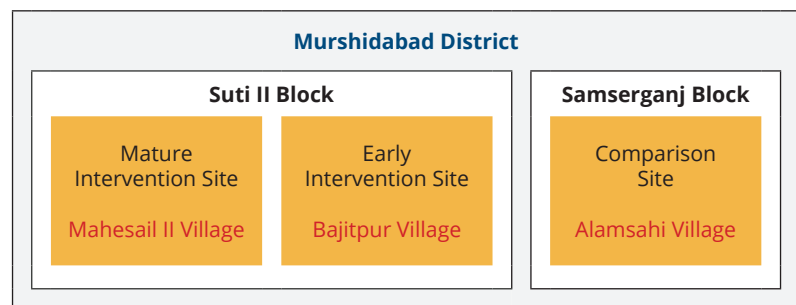 Murshidabad District
Suti II Block
Mature
Intervention Site
Mahesail II Village
Early
Intervention Site
Bajitpur Village
Samserganj Block
Comparison
Site
Alamsahi Village